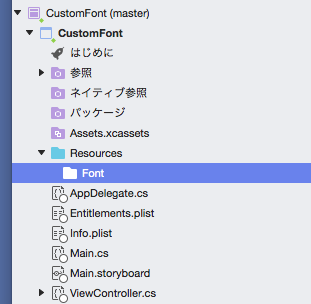 CustomFont (master)
CustomFont
はじめに
参照
ネイティブ参照
パッケージ
Assets.xcassets
Resources
Font
AppDelegate.cs
Entitlements.plist
Info.plist
Main.cs
Main.storyboard
ViewController.cs